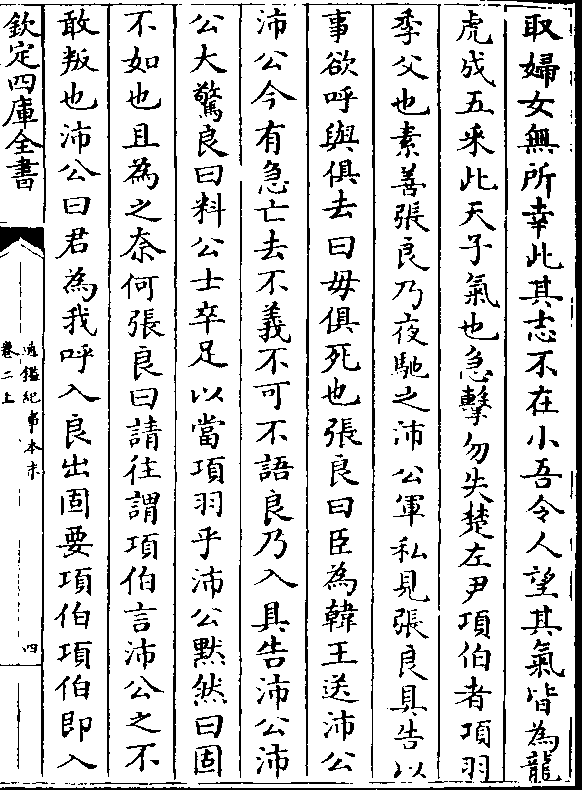 取婦女無所幸此其志不在小吾令人望其氣皆為龍
虎成五采此天子氣也急擊勿失楚左尹項伯者項羽
季父也素善張良乃夜馳之沛公軍私見張良具告以
事欲呼與俱去曰毋俱死也張良曰臣為韓王送沛公
沛公今有急亡去不義不可不語良乃入具告沛公沛
公大驚良曰料公士卒足以當項羽乎沛公黙然曰固
不如也且為之奈何張良曰請往謂項伯言沛公之不
敢叛也沛公曰君為我呼入良出固要項伯項伯即入
欽定四庫全書
通鑑紀事本末
卷二上
四